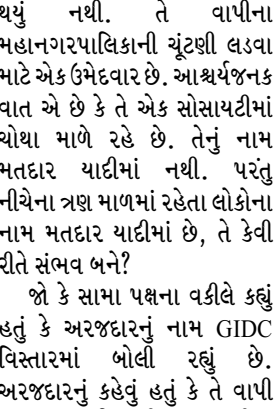 થયું નથી. તે વાપીના
મહાનગરપાલિકાની ચૂંટણી લડવા
માટે એક ઉમેદવાર છે. આશ્ચર્યજનક
વાત એ છે કે તે એક સોસાયટીમાં
ચોથા માળે રહે છે. તેનું નામ
મતદાર યાદીમાં નથી. પરંતુ
નીચેના ત્રણ માળમાં રહેતા લોકોના
નામ મતદાર યાદીમાં છે, તે કેવી
રીતે સંભવ બને?
જો કે સામા પક્ષના વકીલે કહ્યું
હતું કે અરજદારનું નામ GIDC
વિસ્તારમાં બોલી રહ્યું છે.
અરજદારનું કહેવું હતું કે તે વાપી